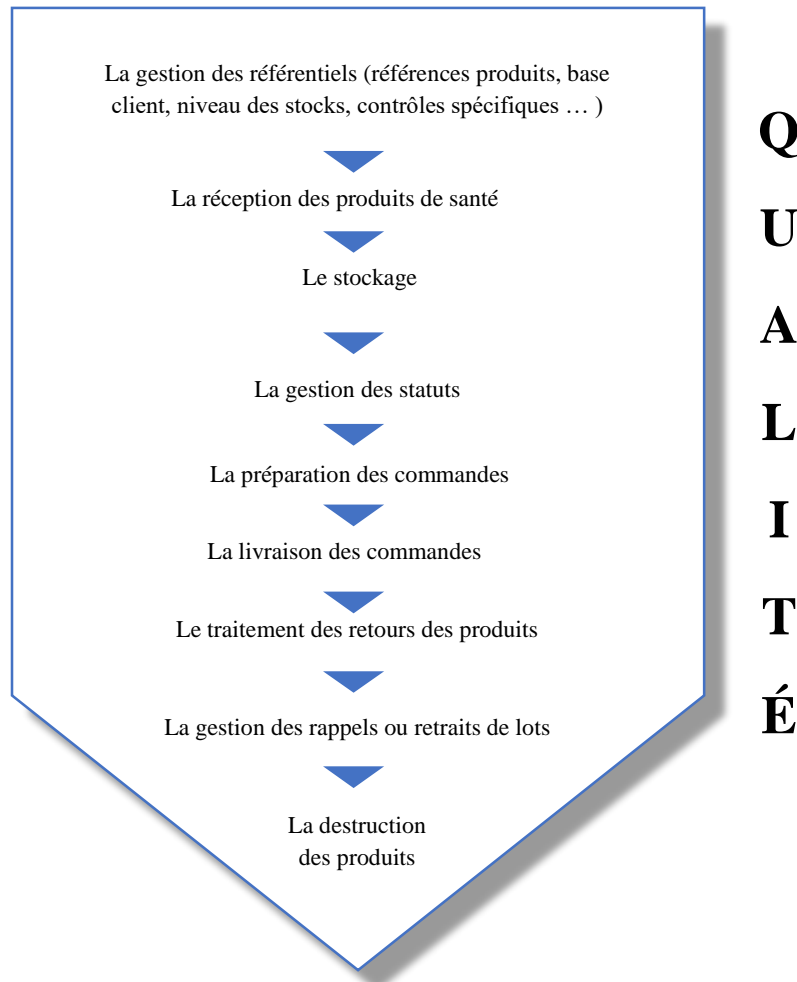 La gestion des référentiels (références produits, base
client, niveau des stocks, contrôles spécifiques … )
La réception des produits de santé
Le stockage
La gestion des statuts
La préparation des commandes
La livraison des commandes
Le traitement des retours des produits
La gestion des rappels ou retraits de lots
La destruction
des produits
Q
U
A
L
I
T
É